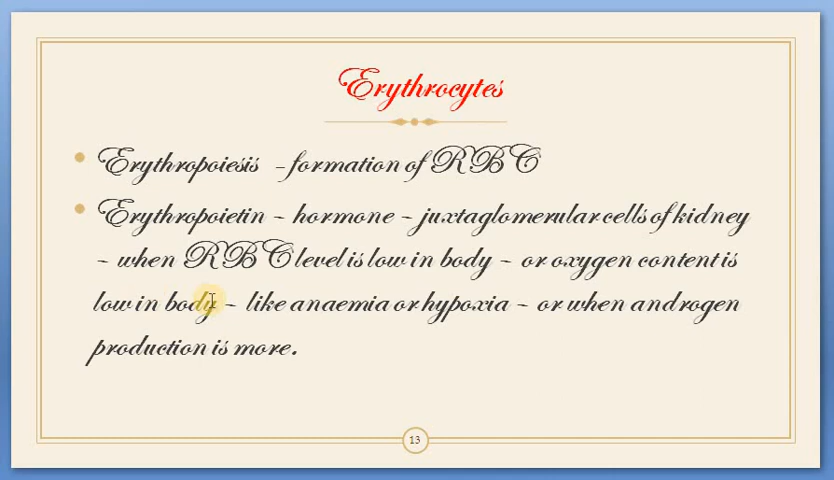 Erythrocytes
Erythropoiesis - formation of RBC
Erythropoietin - hormone - juxtaglomerular cells of kidney
- when RBC level is low in body - or oxygen content is
low in body - like anaemia or hypoxia - or when androgen
production is more.
13